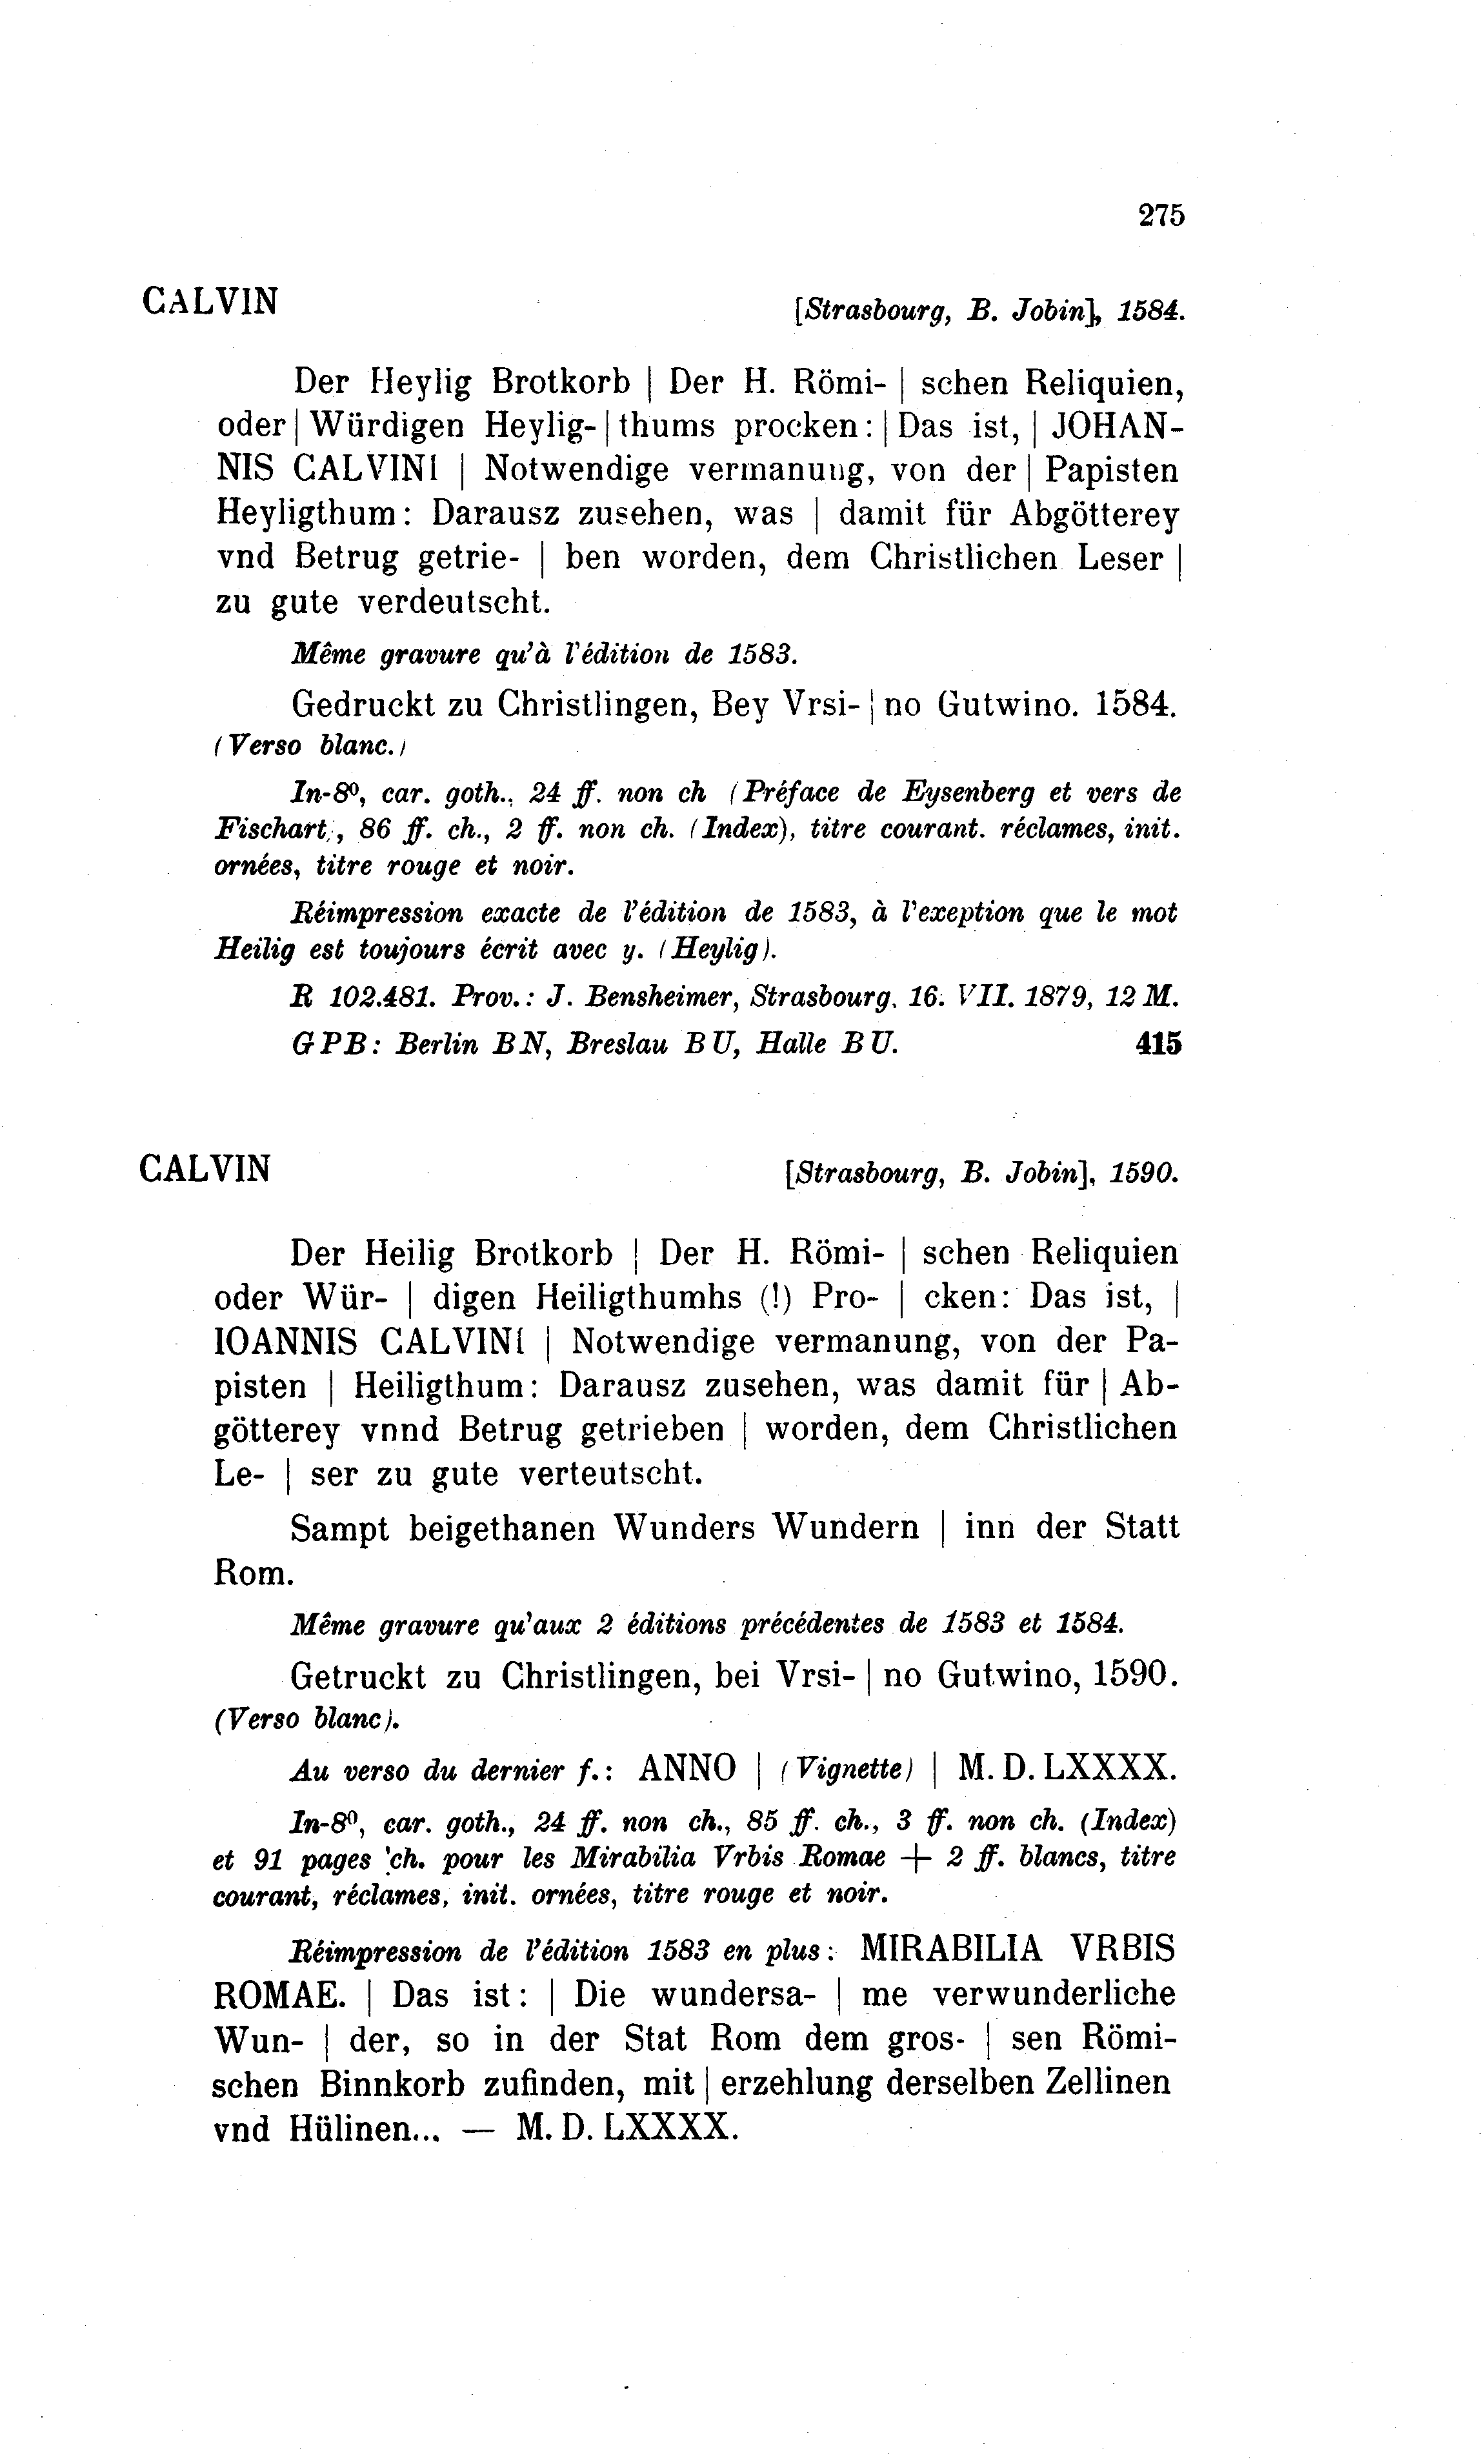 275
CALVIN [Strasbourg, B. Jobin], 1584.
Der Heylig Brotkorb | Der H. Römi- | schen Reliquien,
oder | Würdigen Heylig- | thums procken: | Das ist, | JOHAN-
NIS CALVINI | Notwendige vermanung, von der | Papisten
Heyligthum: Darausz zusehen, was | damit für Abgötterey
vnd Betrug getrie- | ben worden, dem Christlichen Leser |
zu gute verdeutscht.
Même gravure qu'à l'édition de 1583.
Gedruckt zu Christlingen, Bey Vrsi- | no Gutwino. 1584.
(Verso blanc.)
In-8º, car. goth., 24 ff. non ch (Préface de Eysenberg et vers de
Fischart), 86 ff. ch., 2 ff. non ch. (Index), titre courant. réclames, init.
ornées, titre rouge et noir.
Réimpression exacte de l'édition de 1583, à l'exeption que le mot
Heilig est toujours écrit avec y. (Heylig).
R 102.481. Prov.: J. Bensheimer, Strasbourg. 16. VII. 1879, 12 M.
GPB: Berlin BN, Breslau BU, Halle BU. 415
CALVIN [Strasbourg, B. Jobin], 1590.
Der Heilig Brotkorb | Der H. Römi- | schen Reliquien
oder Wür- | digen Heiligthumhs (!) Pro- | cken: Das ist, |
IOANNIS CALVINI | Notwendige vermanung, von der Pa-
pisten | Heiligthum: Darausz zusehen, was damit für | Ab-
götterey vnnd Betrug getrieben | worden, dem Christlichen
Le- | ser zu gute verteutscht.
Sampt beigethanen Wunders Wundern | inn der Statt
Rom.
Même gravure qu'aux 2 éditions précédentes de 1583 et 1584.
Getruckt zu Christlingen, bei Vrsi- | no Gutwino, 1590.
(Verso blanc).
Au verso du dernier f.: ANNO | (Vignette) | M. D. LXXXX.
In-8º, car. goth., 24 ff. non ch., 85 ff. ch., 3 ff. non ch. (Index)
et 91 pages ch. pour les Mirabilia Vrbis Romae + 2 ff. blancs, titre
courant, réclames, init. ornées, titre rouge et noir.
Réimpression de l'édition 1583 en plus: MIRABILIA VRBIS
ROMAE. | Das ist: | Die wundersa- | me verwunderliche
Wun- | der, so in der Stat Rom dem gros- | sen Römi-
schen Binnkorb zufinden, mit | erzehlung derselben Zellinen
vnd Hülinen... — M. D. LXXXX.